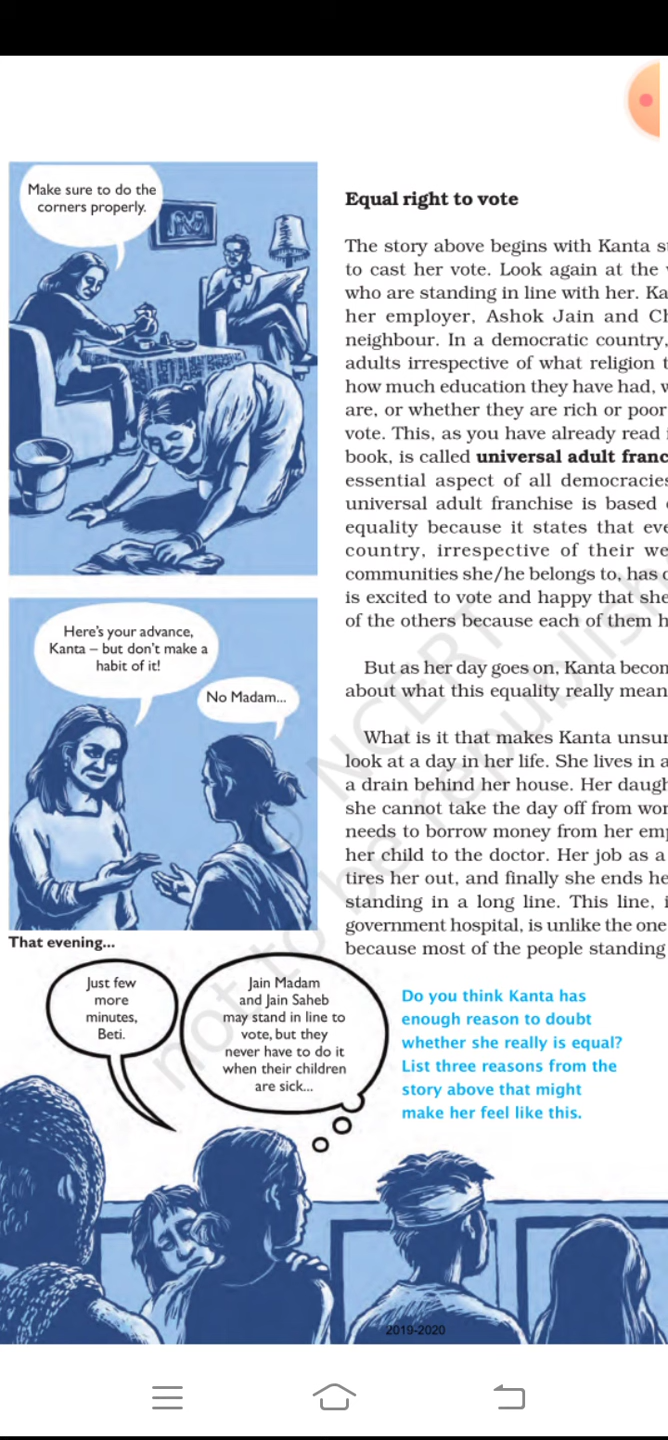 Make sure to do the
corners properly.
Here's your advance,
Kanta – but don't make a
habit of it!
No Madam...
That evening...
Just few
more
minutes,
Beti.
Jain Madam
and Jain Saheb
may stand in line to
vote, but they
never have to do it
when their children
are sick...
Equal right to vote
The story above begins with Kanta
to cast her vote. Look again at the
who are standing in line with her.
her employer, Ashok Jain and
neighbour. In a democratic country,
adults irrespective of what religion
how much education they have had,
are, or whether they are rich or poor
vote. This, as you have already read
book, is called universal adult
essential aspect of all democracies
universal adult franchise is based
equality because it states that
country, irrespective of their
communities she/he belongs to, has
is excited to vote and happy that she
of the others because each of them
But as her day goes on, Kanta
about what this equality really
What is it that makes Kanta
look at a day in her life. She lives in a
a drain behind her house. Her
she cannot take the day off from
needs to borrow money from her
her child to the doctor. Her job as a
tires her out, and finally she ends
standing in a long line. This line,
government hospital, is unlike the one
because most of the people standing
Do you think Kanta has
enough reason to doubt
whether she really is equal?
List three reasons from the
story above that might
make her feel like this.
© NCERT
not to be republished
2019-2020